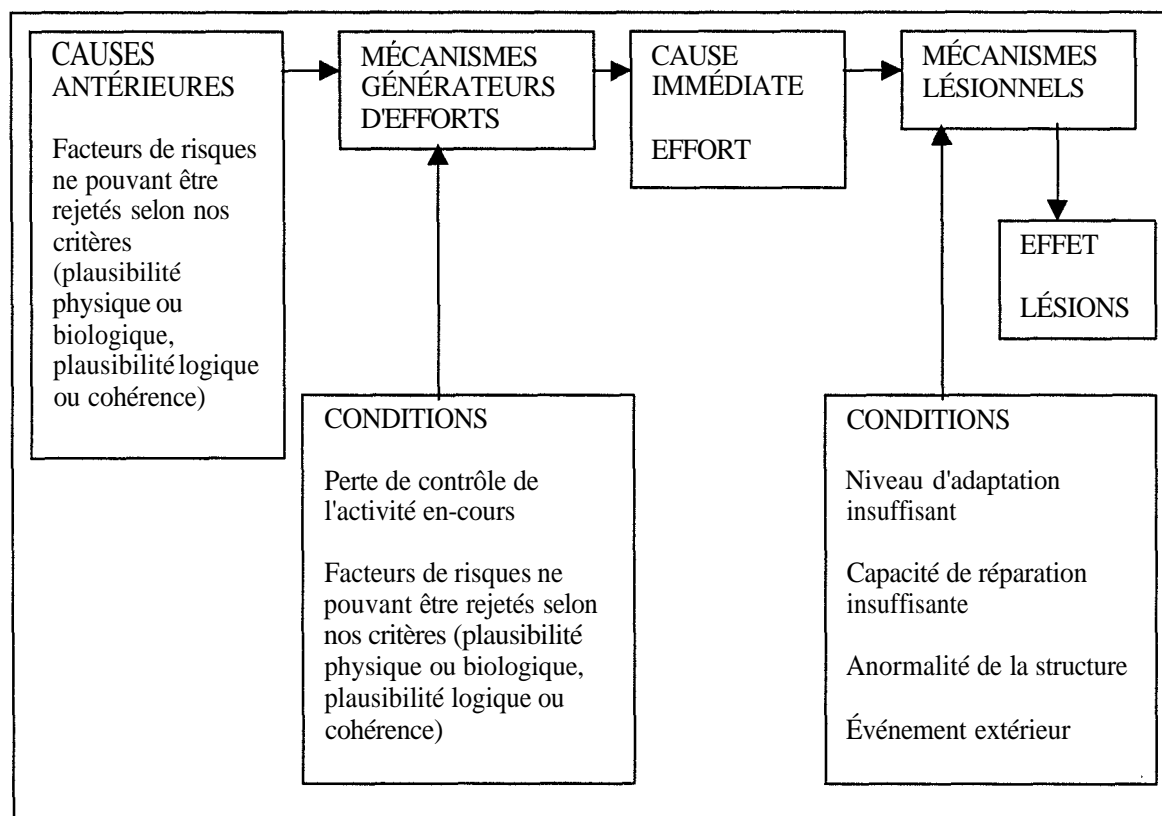 CAUSES
ANTÉRIEURES
Facteurs de risques
ne pouvant être
rejetés selon nos
critères
(plausibilité
physique ou
biologique,
plausibilité logique
ou cohérence)
MÉCANISMES
GÉNÉRATEURS
D'EFFORTS
CAUSE
IMMÉDIATE
EFFORT
MÉCANISMES
LÉSIONNELS
EFFET
LÉSIONS
CONDITIONS
Perte de contrôle de
l'activité en-cours
Facteurs de risques ne
pouvant être rejetés selon
nos critères (plausibilité
physique ou biologique,
plausibilité logique ou
cohérence)
CONDITIONS
Niveau d'adaptation
insuffisant
Capacité de réparation
insuffisante
Anormalité de la structure
Événement extérieur